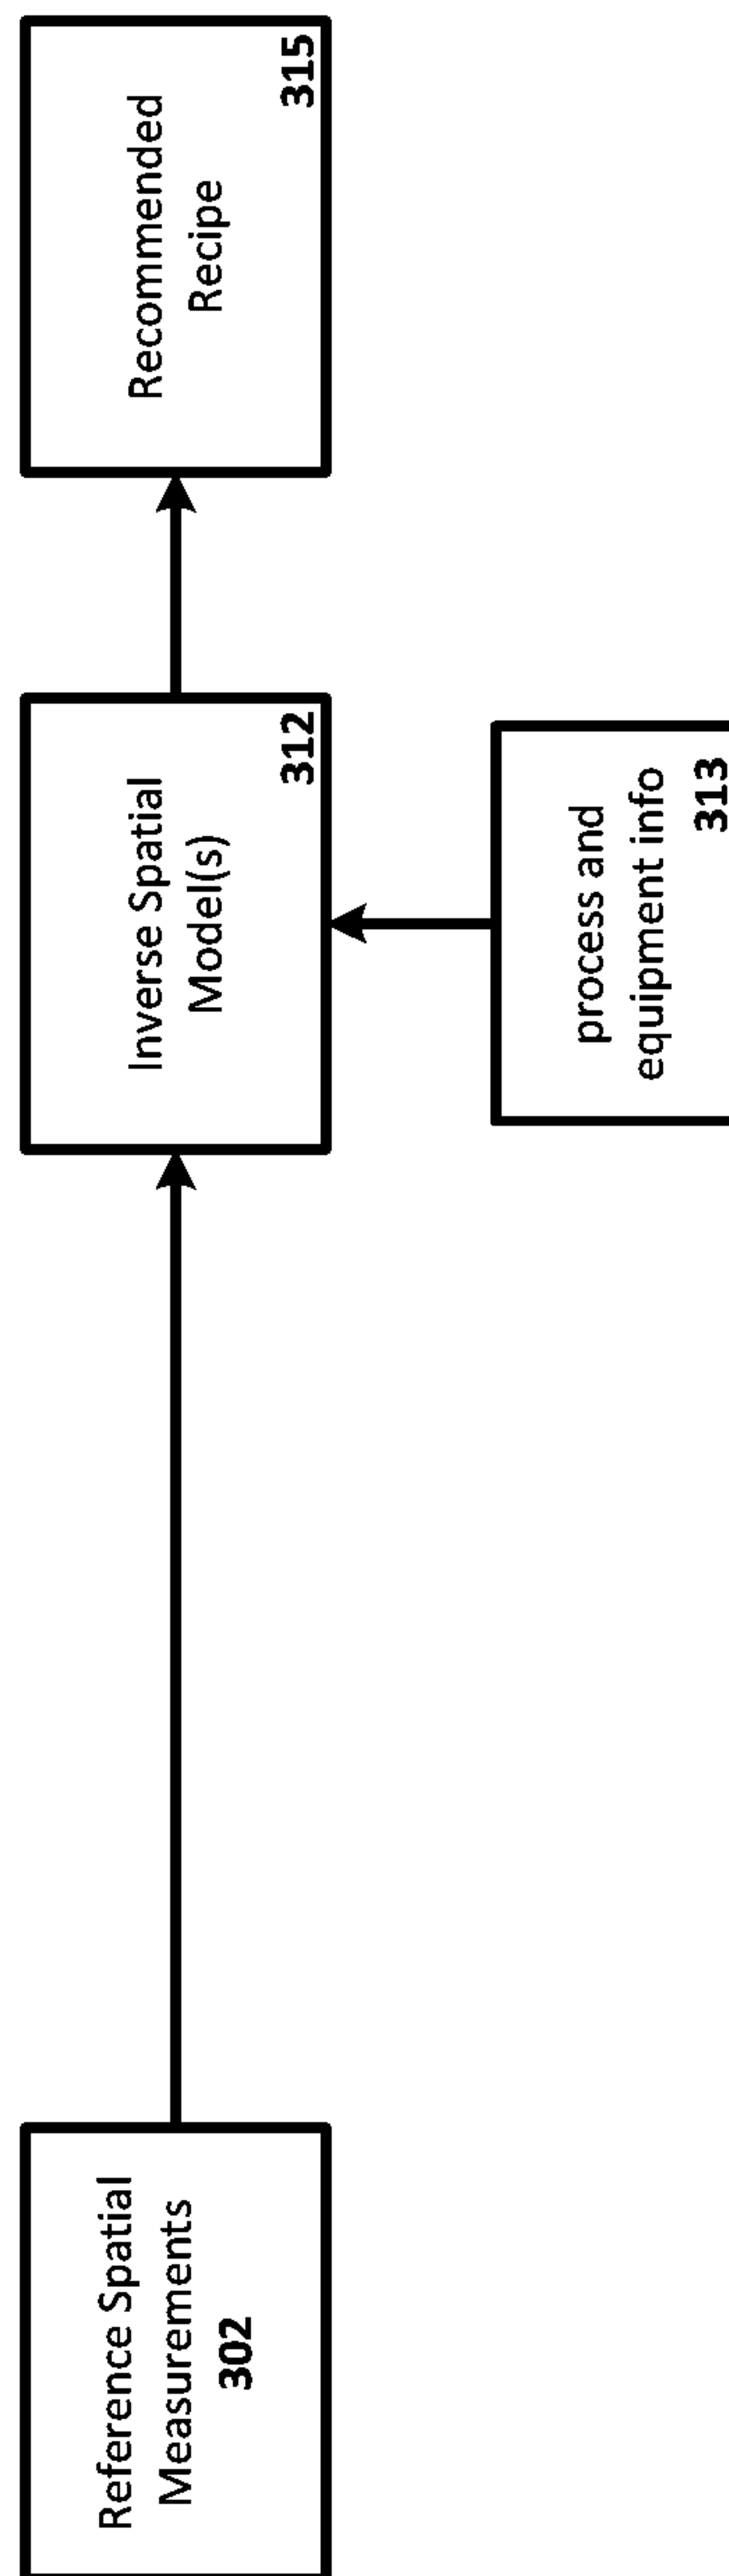 Reference Spatial
Measurements
302
Inverse Spatial
Model(s)
312
Recommended
Recipe
315
process and
equipment info
313